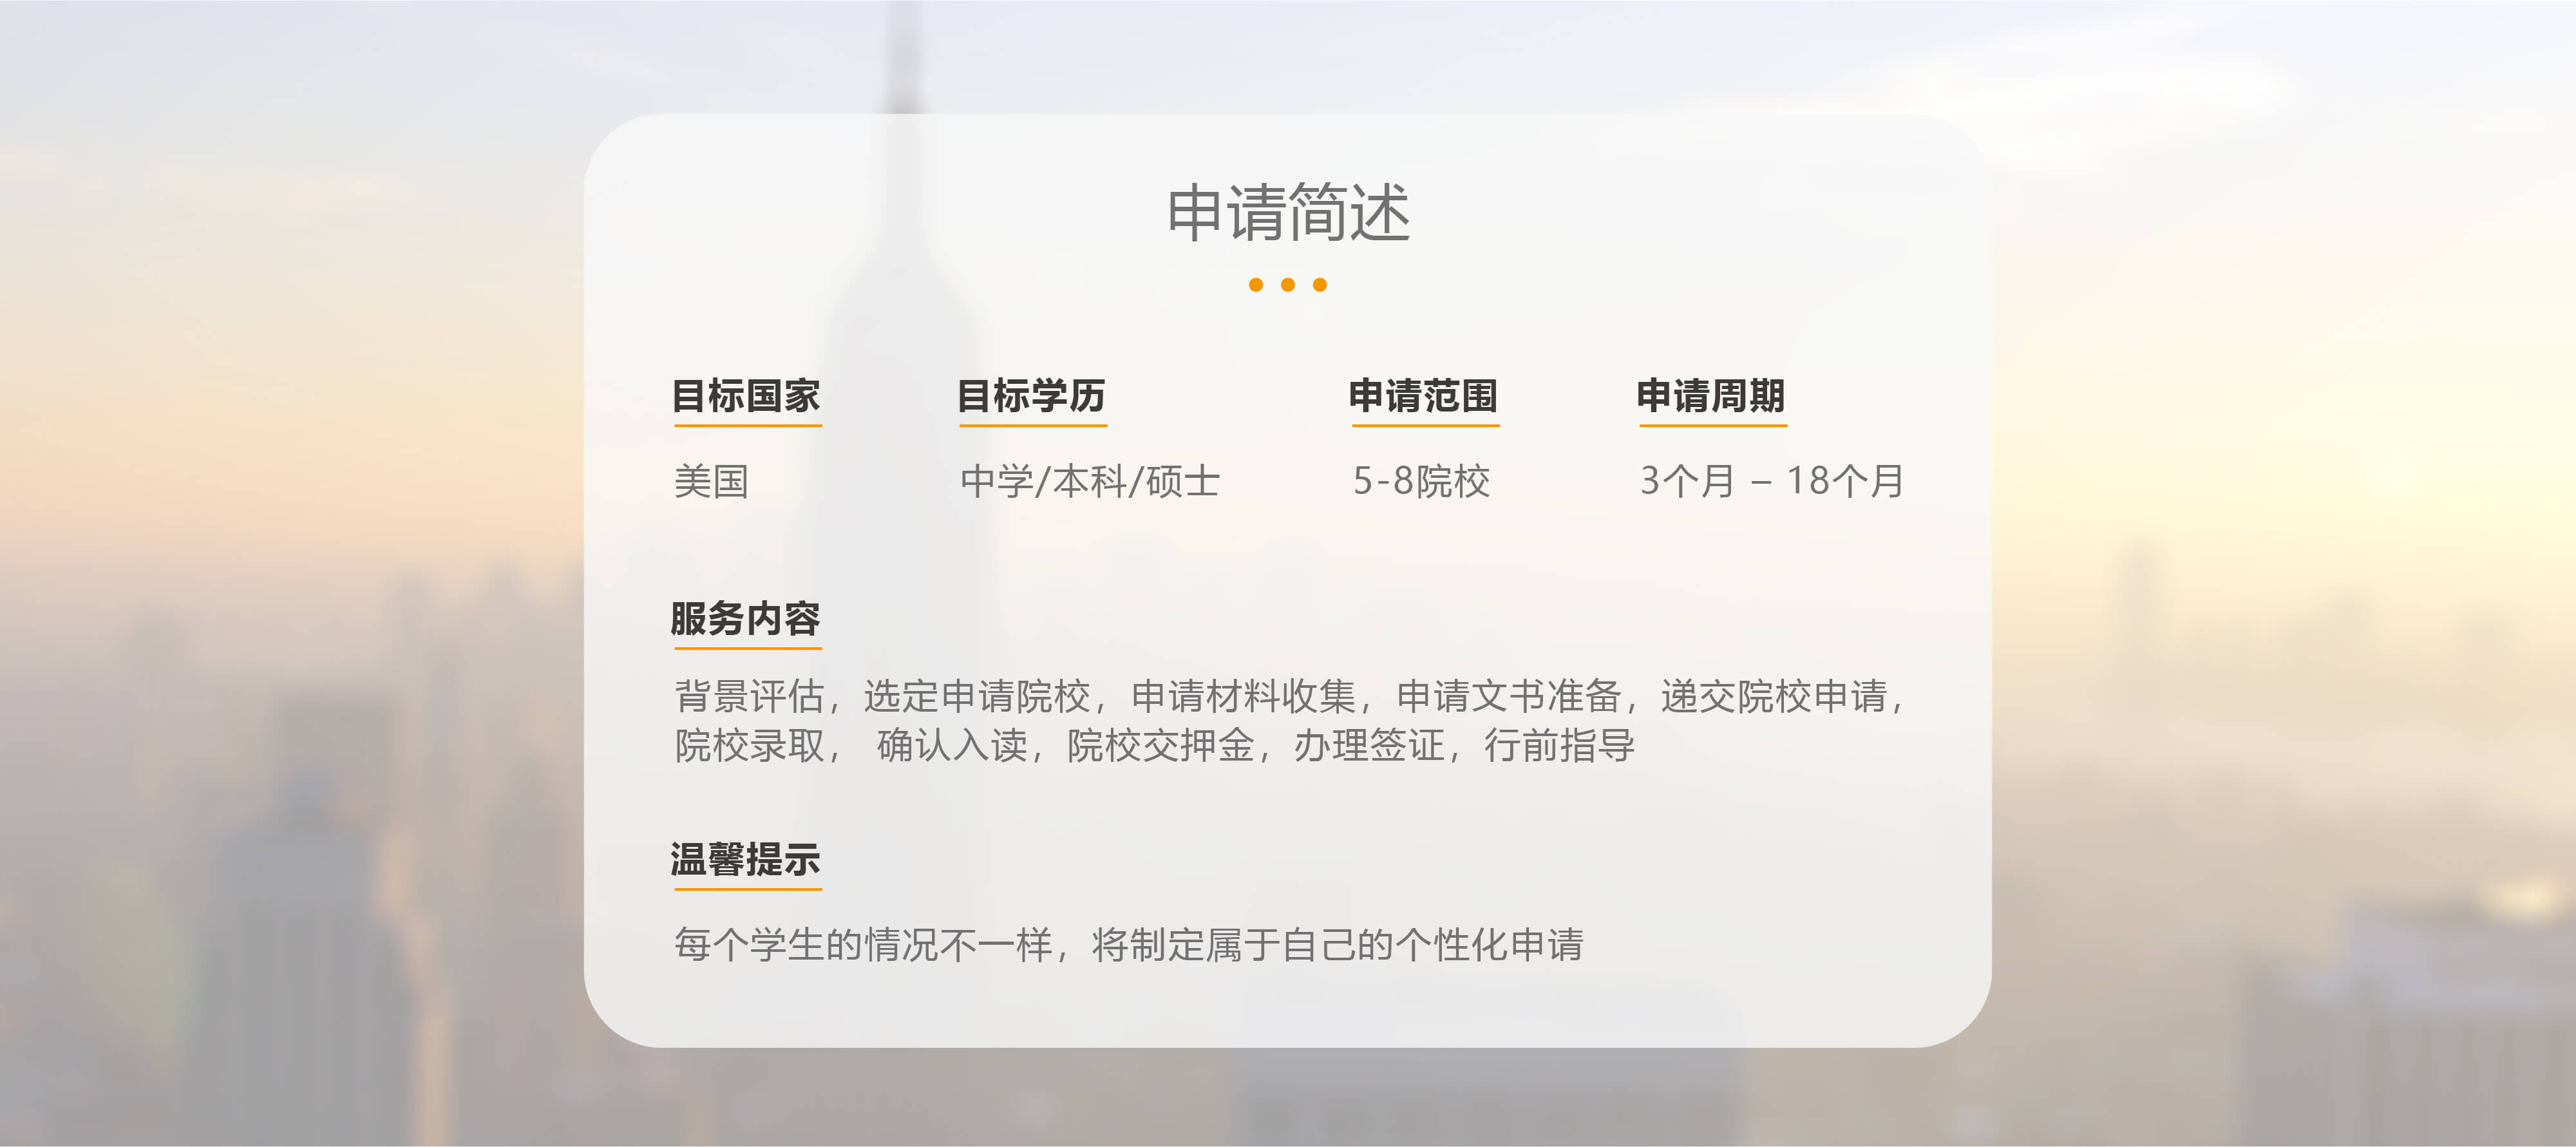 申请简述
目标国家 目标学历 申请范围 申请周期
美国 中学/本科/硕士 5-8院校 3个月 – 18个月
服务内容
背景评估，选定申请院校，申请材料收集，申请文书准备，递交院校申请，
院校录取， 确认入读，院校交押金，办理签证，行前指导
温馨提示
每个学生的情况不一样，将制定属于自己的个性化申请